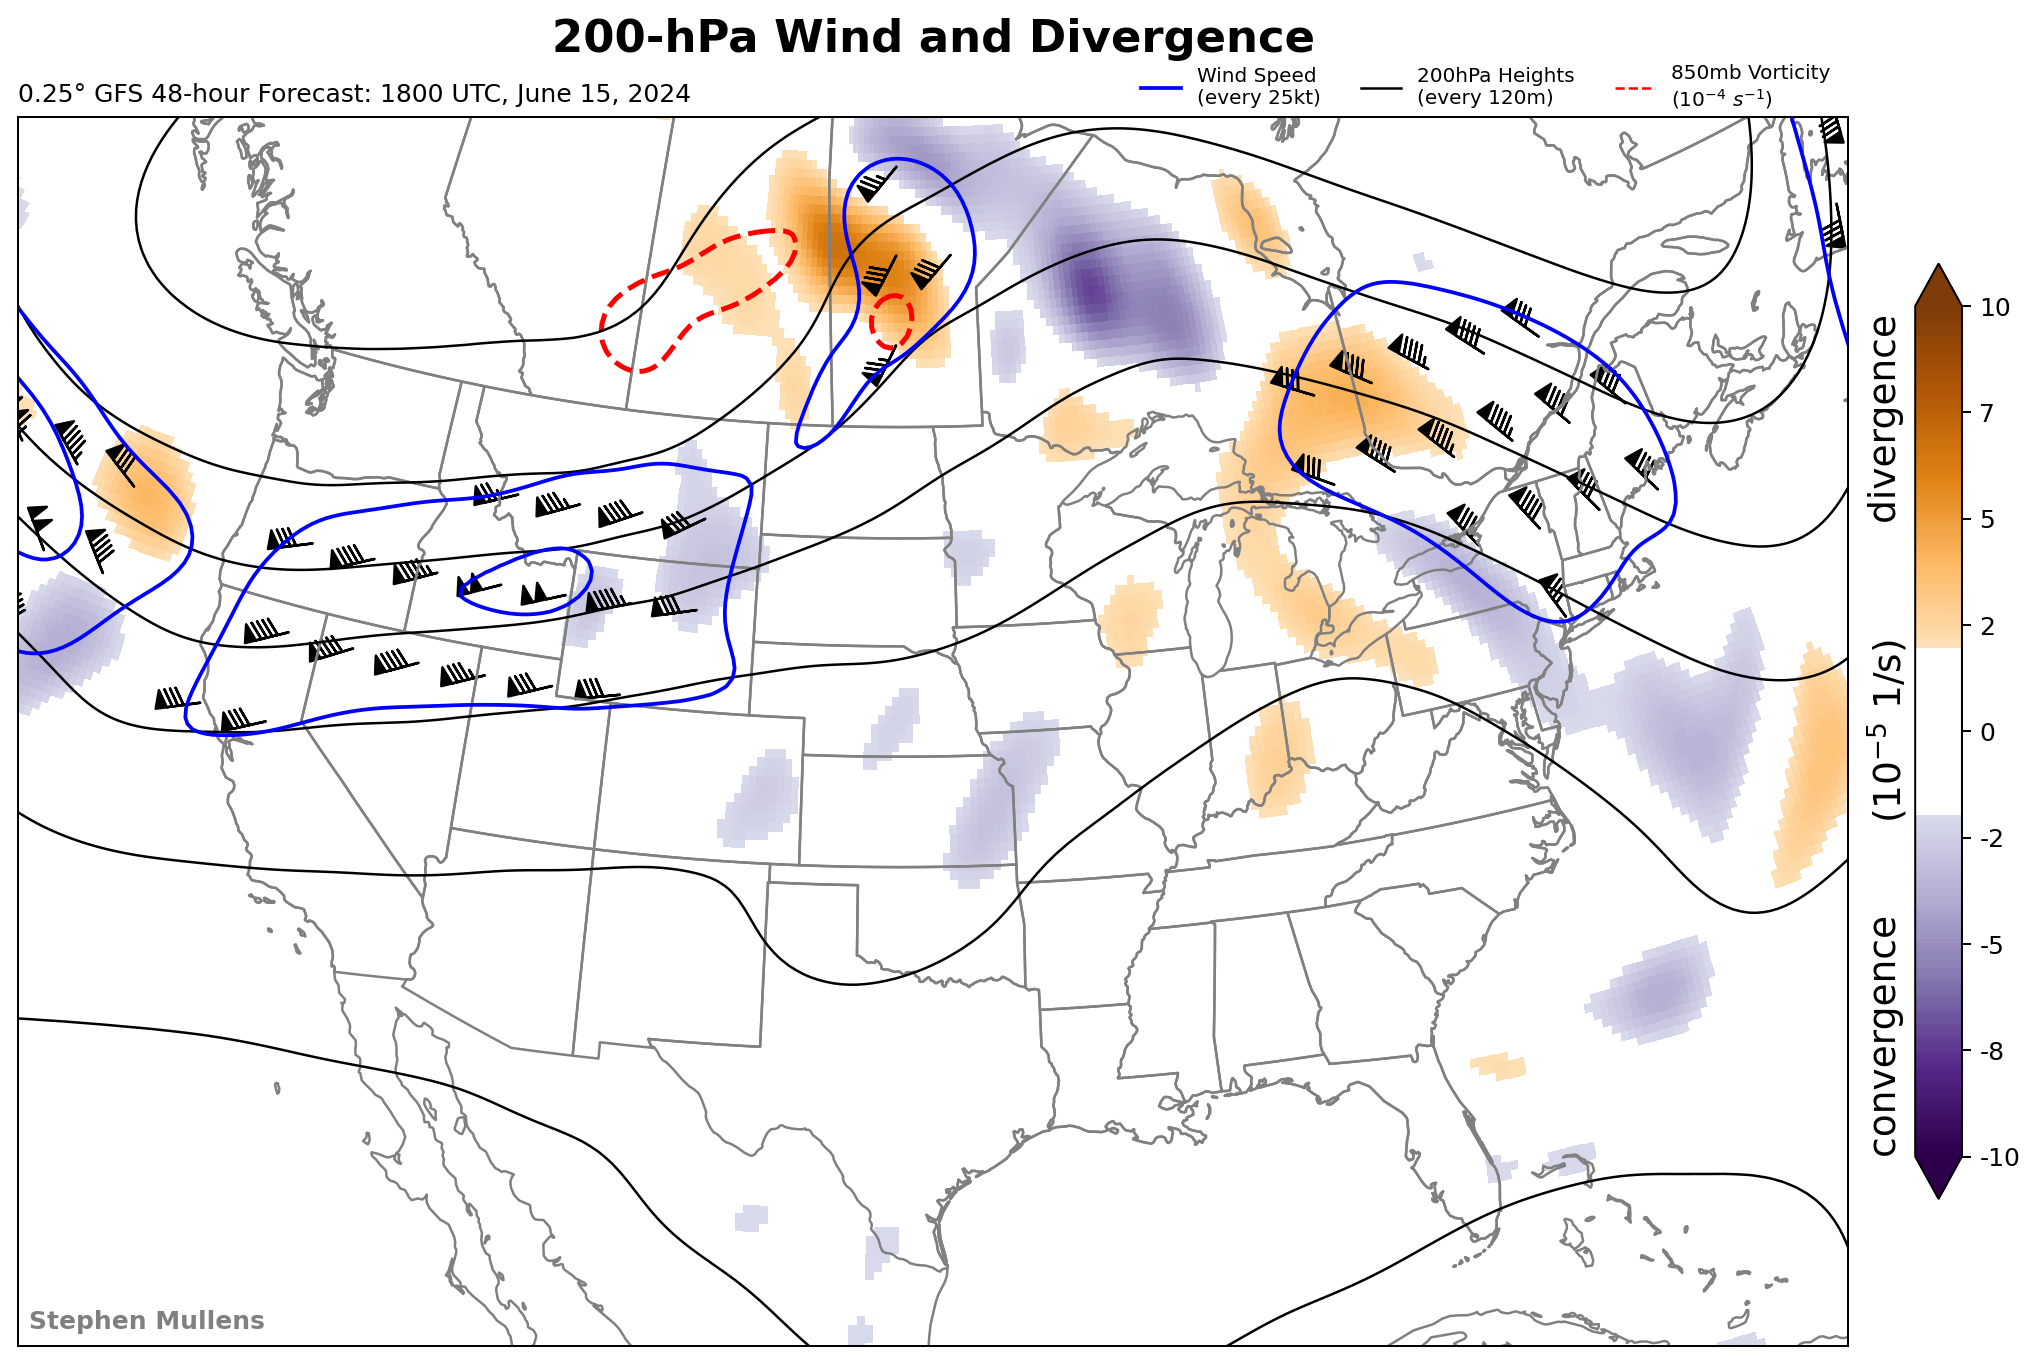 200-hPa Wind and Divergence
0.25° GFS 48-hour Forecast: 1800 UTC, June 15, 2024
Wind Speed
(every 25kt)
200hPa Heights
(every 120m)
850mb Vorticity
(10⁻⁴ s⁻¹)
10
7
5
2
0
-2
-5
-8
-10
convergence (10⁻⁵ 1/s) divergence
Stephen Mullens